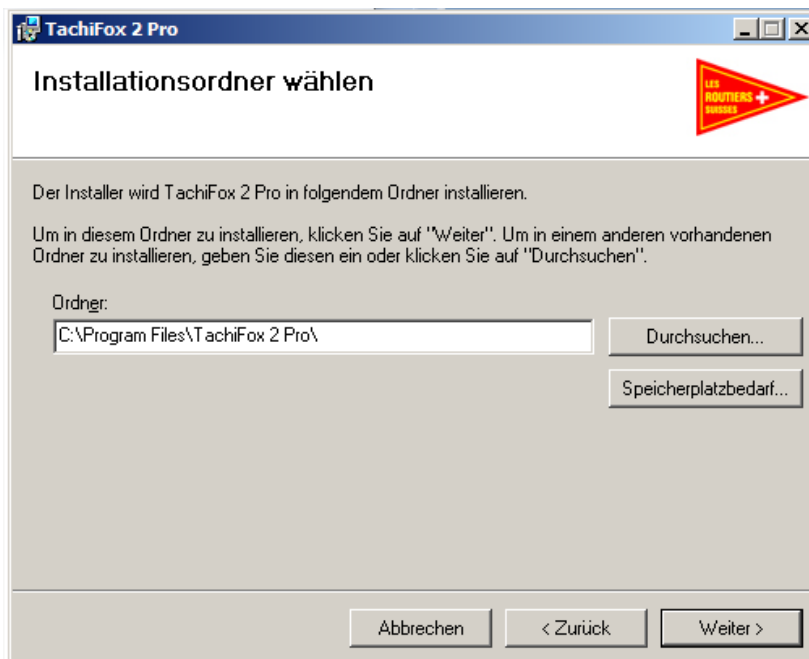 TachiFox 2 Pro
Installationsordner wählen
LES
ROUTIERS
SUISSES
Der Installer wird TachiFox 2 Pro in folgendem Ordner installieren.
Um in diesem Ordner zu installieren, klicken Sie auf "Weiter". Um in einem anderen vorhandenen
Ordner zu installieren, geben Sie diesen ein oder klicken Sie auf "Durchsuchen".
Ordner:
C:\Program Files\TachiFox 2 Pro\
Durchsuchen...
Speicherplatzbedarf...
Abbrechen
< Zurück
Weiter >